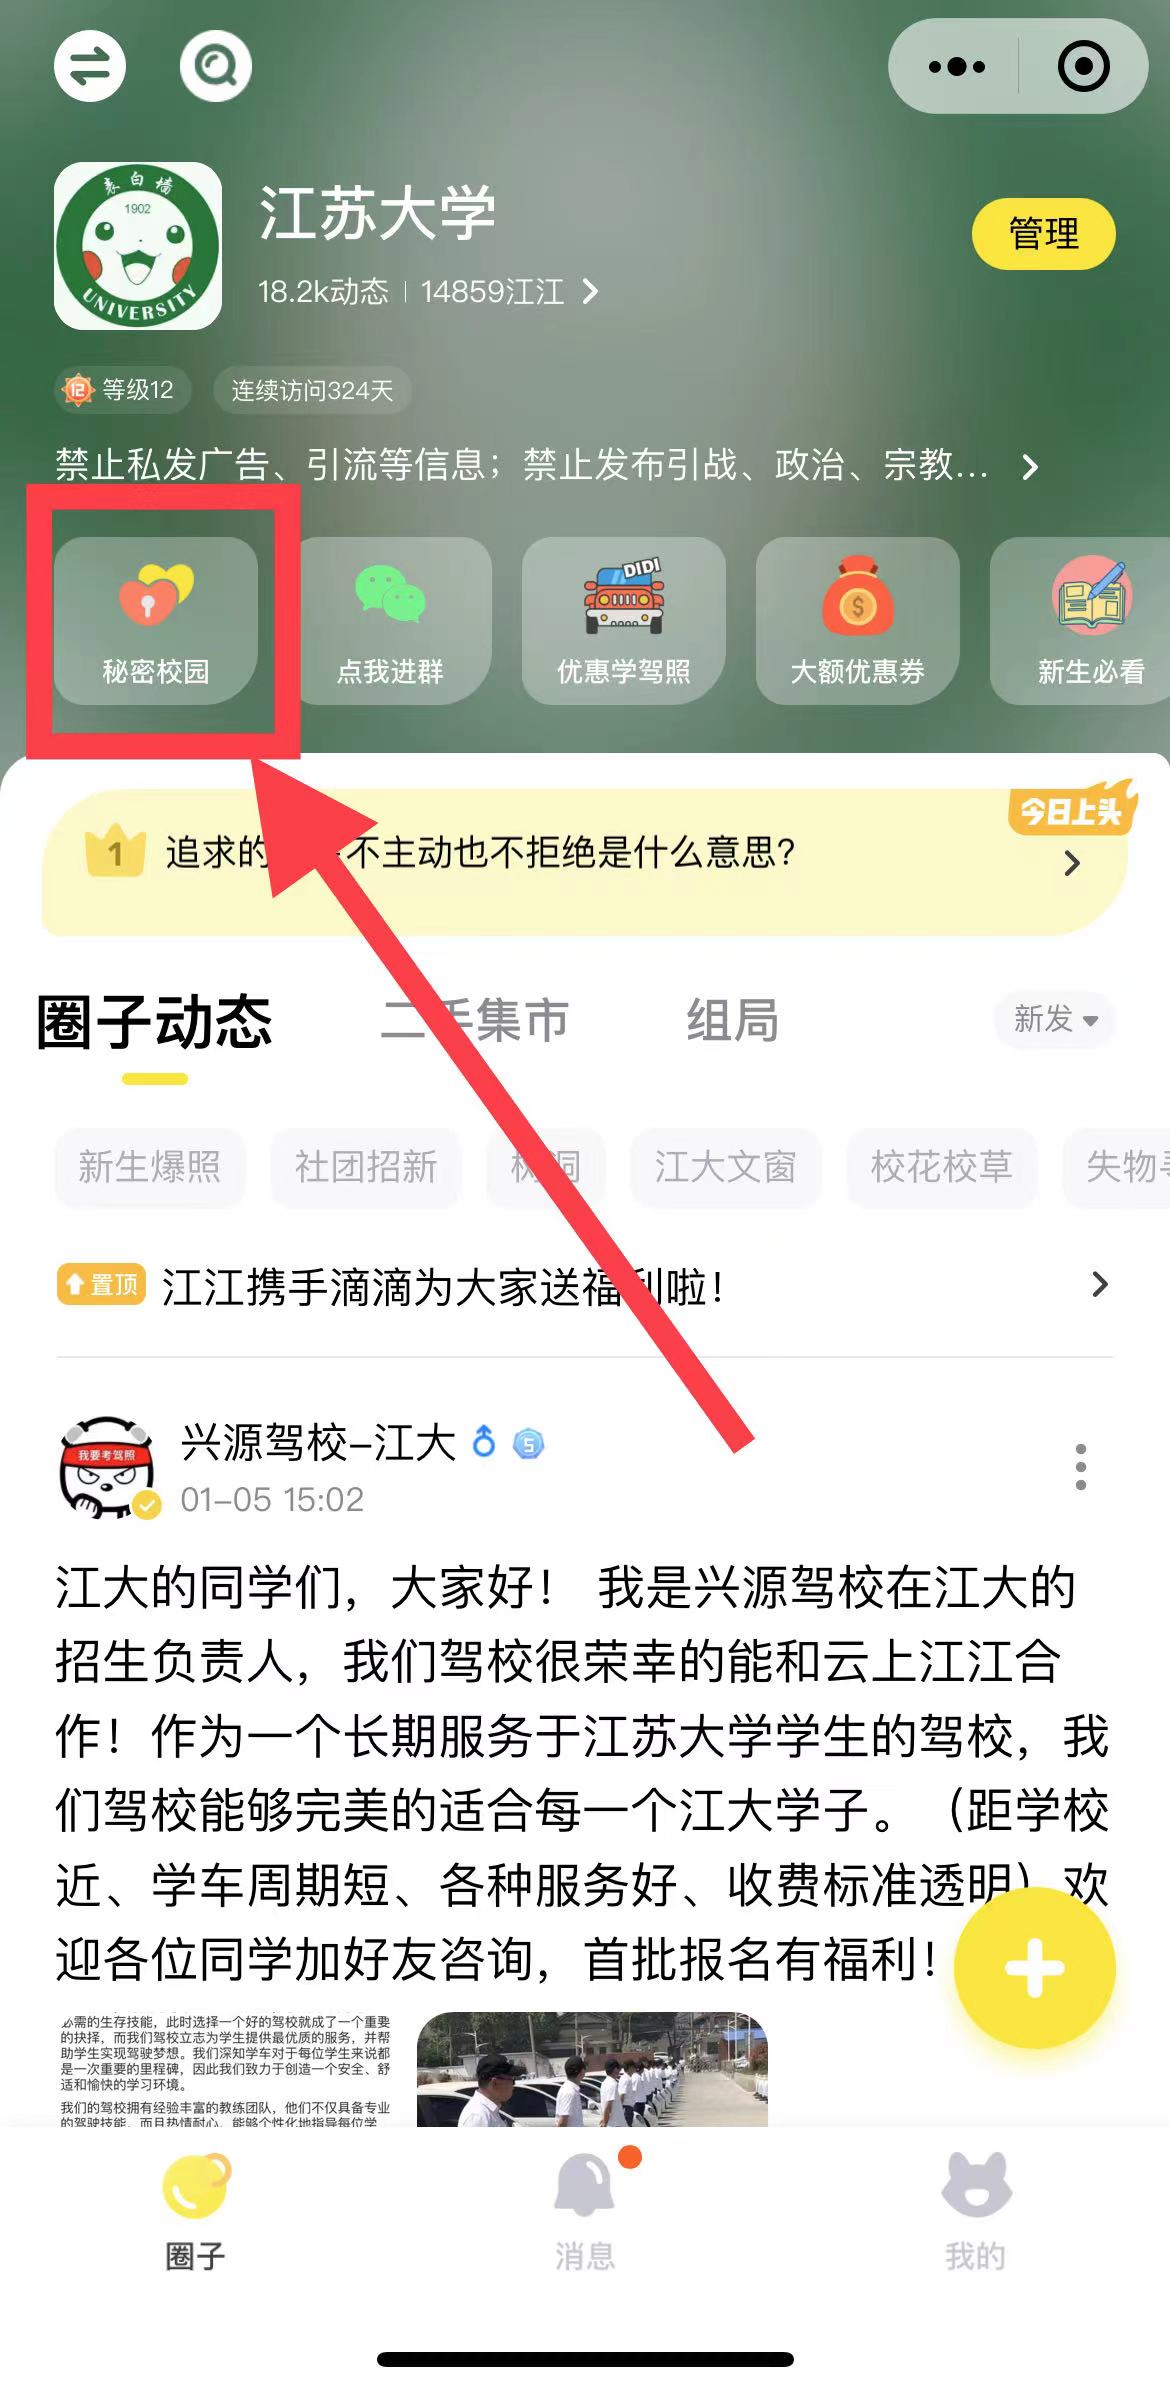 表白墙
1902
UNIVERSITY
江苏大学
管理
18.2k动态 | 14859江江
12 等级12
连续访问324天
禁止私发广告、引流等信息；禁止发布引战、政治、宗教...
秘密校园
点我进群
DIDI
优惠学驾照
大额优惠券
新生必看
今日上头
1 追求的 不主动也不拒绝是什么意思?
圈子动态
二手集市
组局
新发
新生爆照
社团招新
树洞
江大文窗
校花校草
失物
置顶 江江携手滴滴为大家送福利啦！
我要考驾照
兴源驾校-江大
5
01-05 15:02
江大的同学们，大家好！ 我是兴源驾校在江大的
招生负责人，我们驾校很荣幸的能和云上江江合
作！作为一个长期服务于江苏大学学生的驾校，我
们驾校能够完美的适合每一个江大学子。（距学校
近、学车周期短、各种服务好、收费标准透明）欢
迎各位同学加好友咨询，首批报名有福利！
必需的生存技能，此时选择一个好的驾校就成了一个重要
的抉择，而我们驾校立志为学生提供最优质的服务，并帮
助学生实现驾驶梦想。我们深知学车对于每位学生来说都
是一次重要的里程碑，因此我们致力于创造一个安全、舒
适和愉快的学习环境。
我们的驾校拥有经验丰富的教练团队，他们不仅具备专业
的驾驶技能，而且热情耐心，能够个性化地指导每位学
圈子
消息
我的